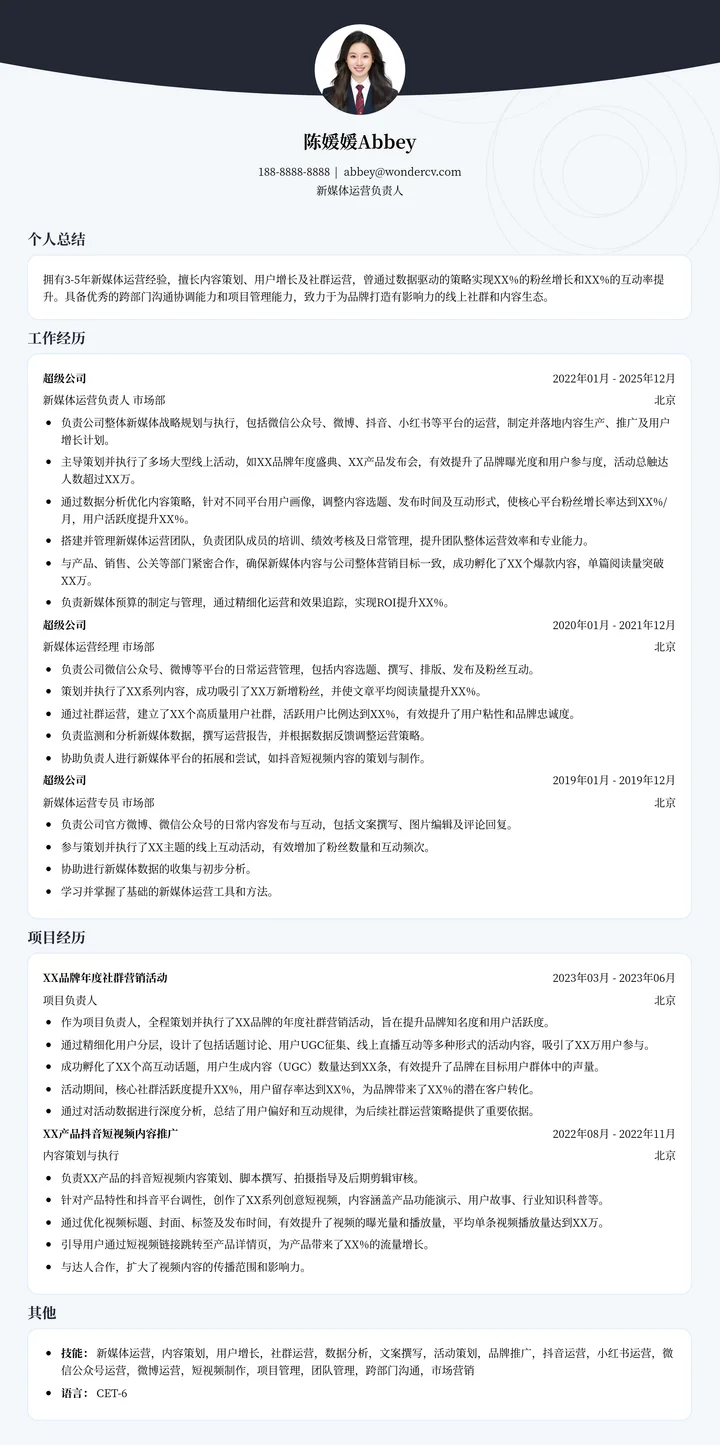 陈媛媛Abbey
188-8888-8888 | abbey@wondercv.com
新媒体运营负责人
个人总结
拥有3-5年新媒体运营经验，擅长内容策划、用户增长及社群运营，曾通过数据驱动的策略实现XX%的粉丝增长和XX%的互动率提
升。具备优秀的跨部门沟通协调能力和项目管理能力，致力于为品牌打造有影响力的线上社群和内容生态。
工作经历
超级公司 2022年01月 - 2025年12月
新媒体运营负责人 市场部 北京
• 负责公司整体新媒体战略规划与执行，包括微信公众号、微博、抖音、小红书等平台的运营，制定并落地内容生产、推广及用户
增长计划。
• 主导策划并执行了多场大型线上活动，如XX品牌年度盛典、XX产品发布会，有效提升了品牌曝光度和用户参与度，活动总触达
人数超过XX万。
• 通过数据分析优化内容策略，针对不同平台用户画像，调整内容选题、发布时间及互动形式，使核心平台粉丝增长率达到XX%/
月，用户活跃度提升XX%。
• 搭建并管理新媒体运营团队，负责团队成员的培训、绩效考核及日常管理，提升团队整体运营效率和专业能力。
• 与产品、销售、公关等部门紧密合作，确保新媒体内容与公司整体营销目标一致，成功孵化了XX个爆款内容，单篇阅读量突破
XX万。
• 负责新媒体预算的制定与管理，通过精细化运营和效果追踪，实现ROI提升XX%。
超级公司 2020年01月 - 2021年12月
新媒体运营经理 市场部 北京
• 负责公司微信公众号、微博等平台的日常运营管理，包括内容选题、撰写、排版、发布及粉丝互动。
• 策划并执行了XX系列内容，成功吸引了XX万新增粉丝，并使文章平均阅读量提升XX%。
• 通过社群运营，建立了XX个高质量用户社群，活跃用户比例达到XX%，有效提升了用户粘性和品牌忠诚度。
• 负责监测和分析新媒体数据，撰写运营报告，并根据数据反馈调整运营策略。
• 协助负责人进行新媒体平台的拓展和尝试，如抖音短视频内容的策划与制作。
超级公司 2019年01月 - 2019年12月
新媒体运营专员 市场部 北京
• 负责公司官方微博、微信公众号的日常内容发布与互动，包括文案撰写、图片编辑及评论回复。
• 参与策划并执行了XX主题的线上互动活动，有效增加了粉丝数量和互动频次。
• 协助进行新媒体数据的收集与初步分析。
• 学习并掌握了基础的新媒体运营工具和方法。
项目经历
XX品牌年度社群营销活动 2023年03月 - 2023年06月
项目负责人 北京
• 作为项目负责人，全程策划并执行了XX品牌的年度社群营销活动，旨在提升品牌知名度和用户活跃度。
• 通过精细化用户分层，设计了包括话题讨论、用户UGC征集、线上直播互动等多种形式的活动内容，吸引了XX万用户参与。
• 成功孵化了XX个高互动话题，用户生成内容（UGC）数量达到XX条，有效提升了品牌在目标用户群体中的声量。
• 活动期间，核心社群活跃度提升XX%，用户留存率达到XX%，为品牌带来了XX%的潜在客户转化。
• 通过对活动数据进行深度分析，总结了用户偏好和互动规律，为后续社群运营策略提供了重要依据。
XX产品抖音短视频内容推广 2022年08月 - 2022年11月
内容策划与执行 北京
• 负责XX产品的抖音短视频内容策划、脚本撰写、拍摄指导及后期剪辑审核。
• 针对产品特性和抖音平台调性，创作了XX系列创意短视频，内容涵盖产品功能演示、用户故事、行业知识科普等。
• 通过优化视频标题、封面、标签及发布时间，有效提升了视频的曝光量和播放量，平均单条视频播放量达到XX万。
• 引导用户通过短视频链接跳转至产品详情页，为产品带来了XX%的流量增长。
• 与达人合作，扩大了视频内容的传播范围和影响力。
其他
• 技能： 新媒体运营，内容策划，用户增长，社群运营，数据分析，文案撰写，活动策划，品牌推广，抖音运营，小红书运营，微
信公众号运营，微博运营，短视频制作，项目管理，团队管理，跨部门沟通，市场营销
• 语言： CET-6